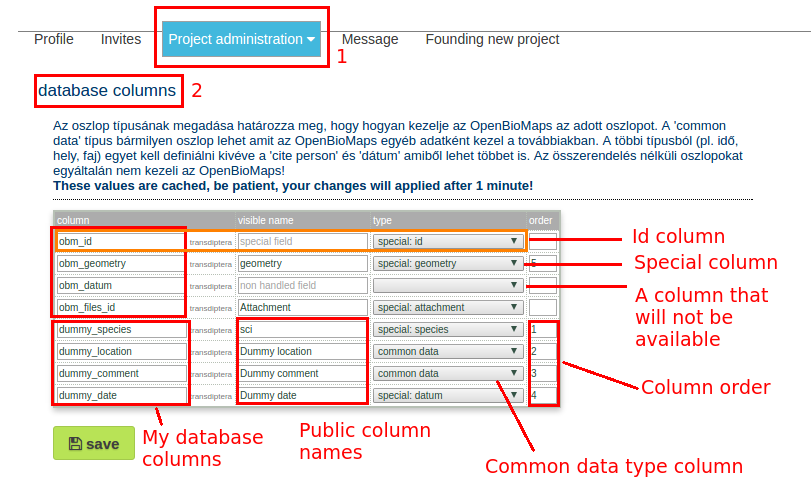 Profile Invites Project administration Message Founding new project
1
database columns 2
Az oszlop típusának megadása határozza meg, hogy hogyan kezelje az OpenBioMaps az adott oszlopot. A 'common
data' típus bármilyen oszlop lehet amit az OpenBioMaps egyéb adatként kezel a továbbiakban. A többi típusból (pl. idő,
hely, faj) egyet kell definiálni kivéve a 'cite person' és 'dátum' amiből lehet többet is. Az összerendelés nélküli oszlopokat
egyáltalán nem kezeli az OpenBioMaps!
These values are cached, be patient, your changes will applied after 1 minute!
column visible name type order
obm_id transdiptera special field special: id
obm_geometry transdiptera geometry special: geometry 5
obm_datum transdiptera non handled field
obm_files_id transdiptera Attachment special: attachment
dummy_species transdiptera sci special: species 1
dummy_location transdiptera Dummy location common data 2
dummy_comment transdiptera Dummy comment common data 3
dummy_date transdiptera Dummy date special: datum 4
Id column
Special column
A column that
will not be
available
Column order
save
My database
columns
Public column
names
Common data type column